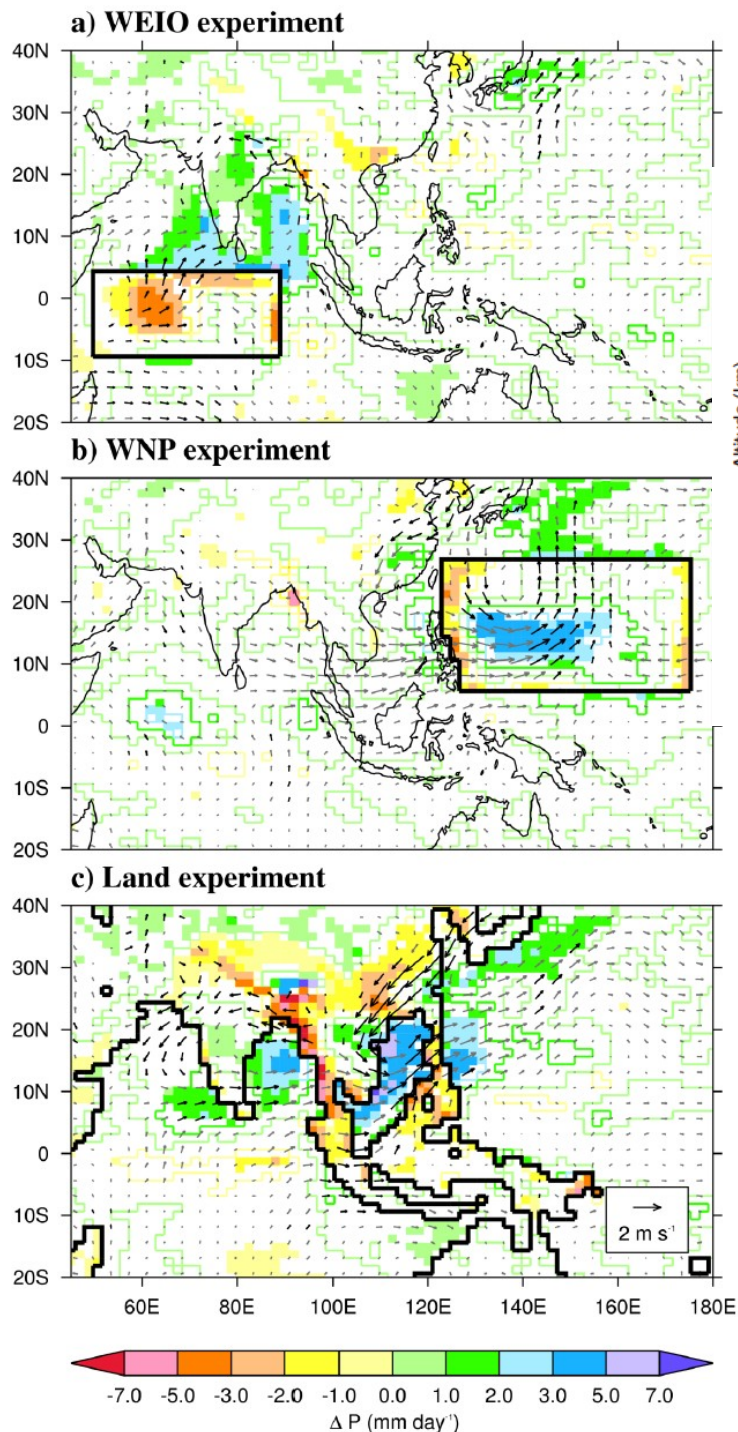 a) WEIO experiment
40N
30N
20N
10N
0
10S
20S
Altitude (km)
b) WNP experiment
40N
30N
20N
10N
0
10S
20S
c) Land experiment
40N
30N
20N
10N
0
10S
20S
2 m s-1
60E 80E 100E 120E 140E 160E 180E
-7.0 -5.0 -3.0 -2.0 -1.0 0.0 1.0 2.0 3.0 5.0 7.0
Δ P (mm day-1)